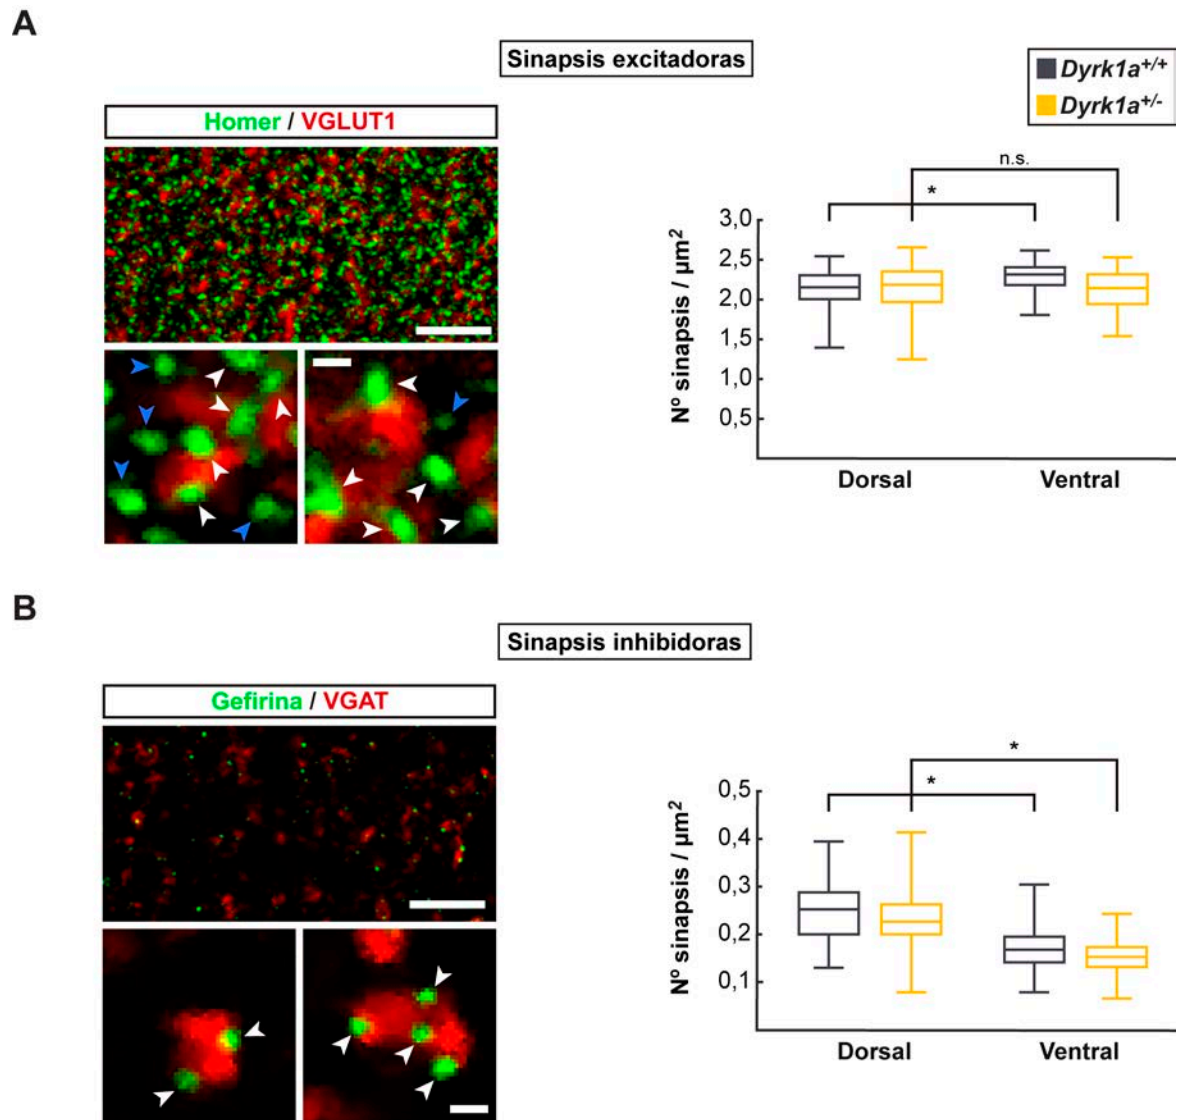 A
Sinapsis excitadoras
Dyrk1a+/+
Dyrk1a+/-
Homer / VGLUT1
n.s.
*
Nº sinapsis / µm²
3,0
2,5
2,0
1,5
1,0
0,5
Dorsal Ventral
B
Sinapsis inhibidoras
Gefirina / VGAT
*
*
Nº sinapsis / µm²
0,5
0,4
0,3
0,2
0,1
Dorsal Ventral